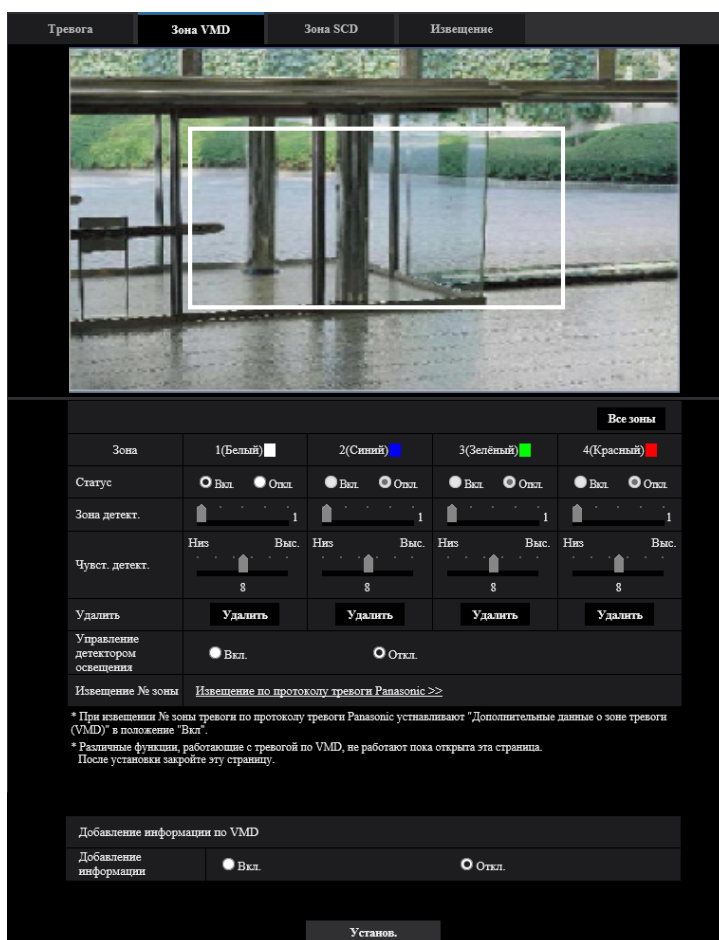 Тревога Зона VMD Зона SCD Извещение
Все зоны
Зона 1(Белый) 2(Синий) 3(Зелёный) 4(Красный)
Статус Вкл. Откл. Вкл. Откл. Вкл. Откл. Вкл. Откл.
Зона детект. 1 1 1 1
Низ Выс. Низ Выс. Низ Выс. Низ Выс.
Чувст. детект.
8 8 8 8
Удалить Удалить Удалить Удалить Удалить
Управление
детектором
освещения
Вкл. Откл.
Извещение № зоны Извещение по протоколу тревоги Panasonic >>
* При извещении № зоны тревоги по протоколу тревоги Panasonic устнавливают "Дополнительные данные о зоне тревоги
(VMD)" в положение "Вкл".
* Различные функции, работающие с тревогой по VMD, не работают пока открыта эта страница.
После установки закройте эту страницу.
Добавление информации по VMD
Добавление
информации
Вкл. Откл.
Установ.